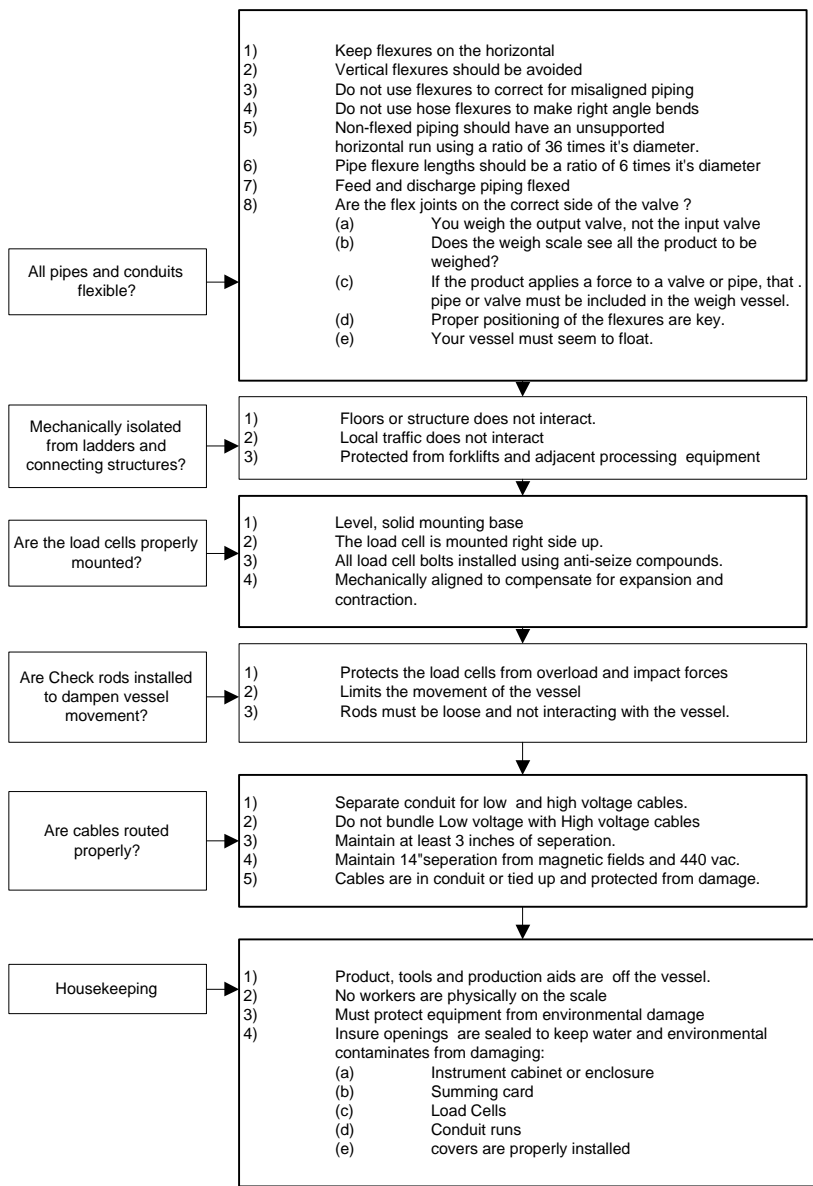 All pipes and conduits
flexible?
1) Keep flexures on the horizontal
2) Vertical flexures should be avoided
3) Do not use flexures to correct for misaligned piping
4) Do not use hose flexures to make right angle bends
5) Non-flexed piping should have an unsupported
horizontal run using a ratio of 36 times it's diameter.
6) Pipe flexure lengths should be a ratio of 6 times it's diameter
7) Feed and discharge piping flexed
8) Are the flex joints on the correct side of the valve ?
(a) You weigh the output valve, not the input valve
(b) Does the weigh scale see all the product to be
weighed?
(c) If the product applies a force to a valve or pipe, that .
pipe or valve must be included in the weigh vessel.
(d) Proper positioning of the flexures are key.
(e) Your vessel must seem to float.
Mechanically isolated
from ladders and
connecting structures?
1) Floors or structure does not interact.
2) Local traffic does not interact
3) Protected from forklifts and adjacent processing equipment
Are the load cells properly
mounted?
1) Level, solid mounting base
2) The load cell is mounted right side up.
3) All load cell bolts installed using anti-seize compounds.
4) Mechanically aligned to compensate for expansion and
contraction.
Are Check rods installed
to dampen vessel
movement?
1) Protects the load cells from overload and impact forces
2) Limits the movement of the vessel
3) Rods must be loose and not interacting with the vessel.
Are cables routed
properly?
1) Separate conduit for low and high voltage cables.
2) Do not bundle Low voltage with High voltage cables
3) Maintain at least 3 inches of seperation.
4) Maintain 14"seperation from magnetic fields and 440 vac.
5) Cables are in conduit or tied up and protected from damage.
Housekeeping
1) Product, tools and production aids are off the vessel.
2) No workers are physically on the scale
3) Must protect equipment from environmental damage
4) Insure openings are sealed to keep water and environmental
contaminates from damaging:
(a) Instrument cabinet or enclosure
(b) Summing card
(c) Load Cells
(d) Conduit runs
(e) covers are properly installed